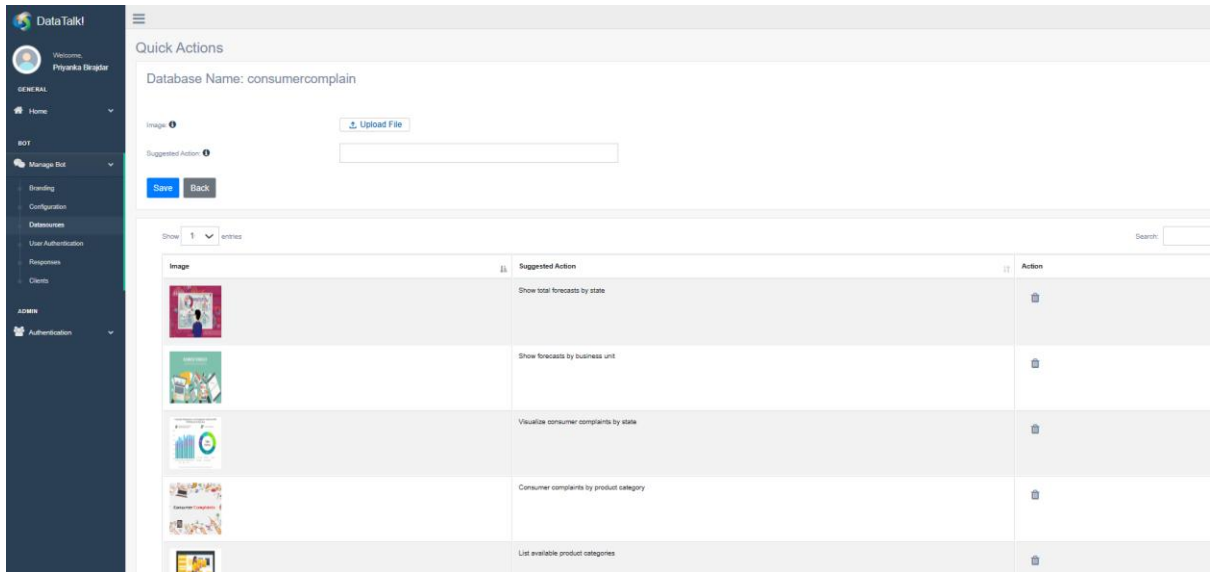 DataTalk!
Welcome,
Priyanka Birajdar
GENERAL
Home
BOT
Manage Bot
Branding
Configuration
Datasources
User Authentication
Responses
Clients
ADMIN
Authentication
Quick Actions
Database Name: consumercomplain
Image:
Upload File
Suggested Action:
Save Back
Show 1 entries
Search:
Image Suggested Action Action
Show total forecasts by state
Show forecasts by business unit
Visualize consumer complaints by state
Consumer Complaints
Consumer complaints by product category
List available product categories